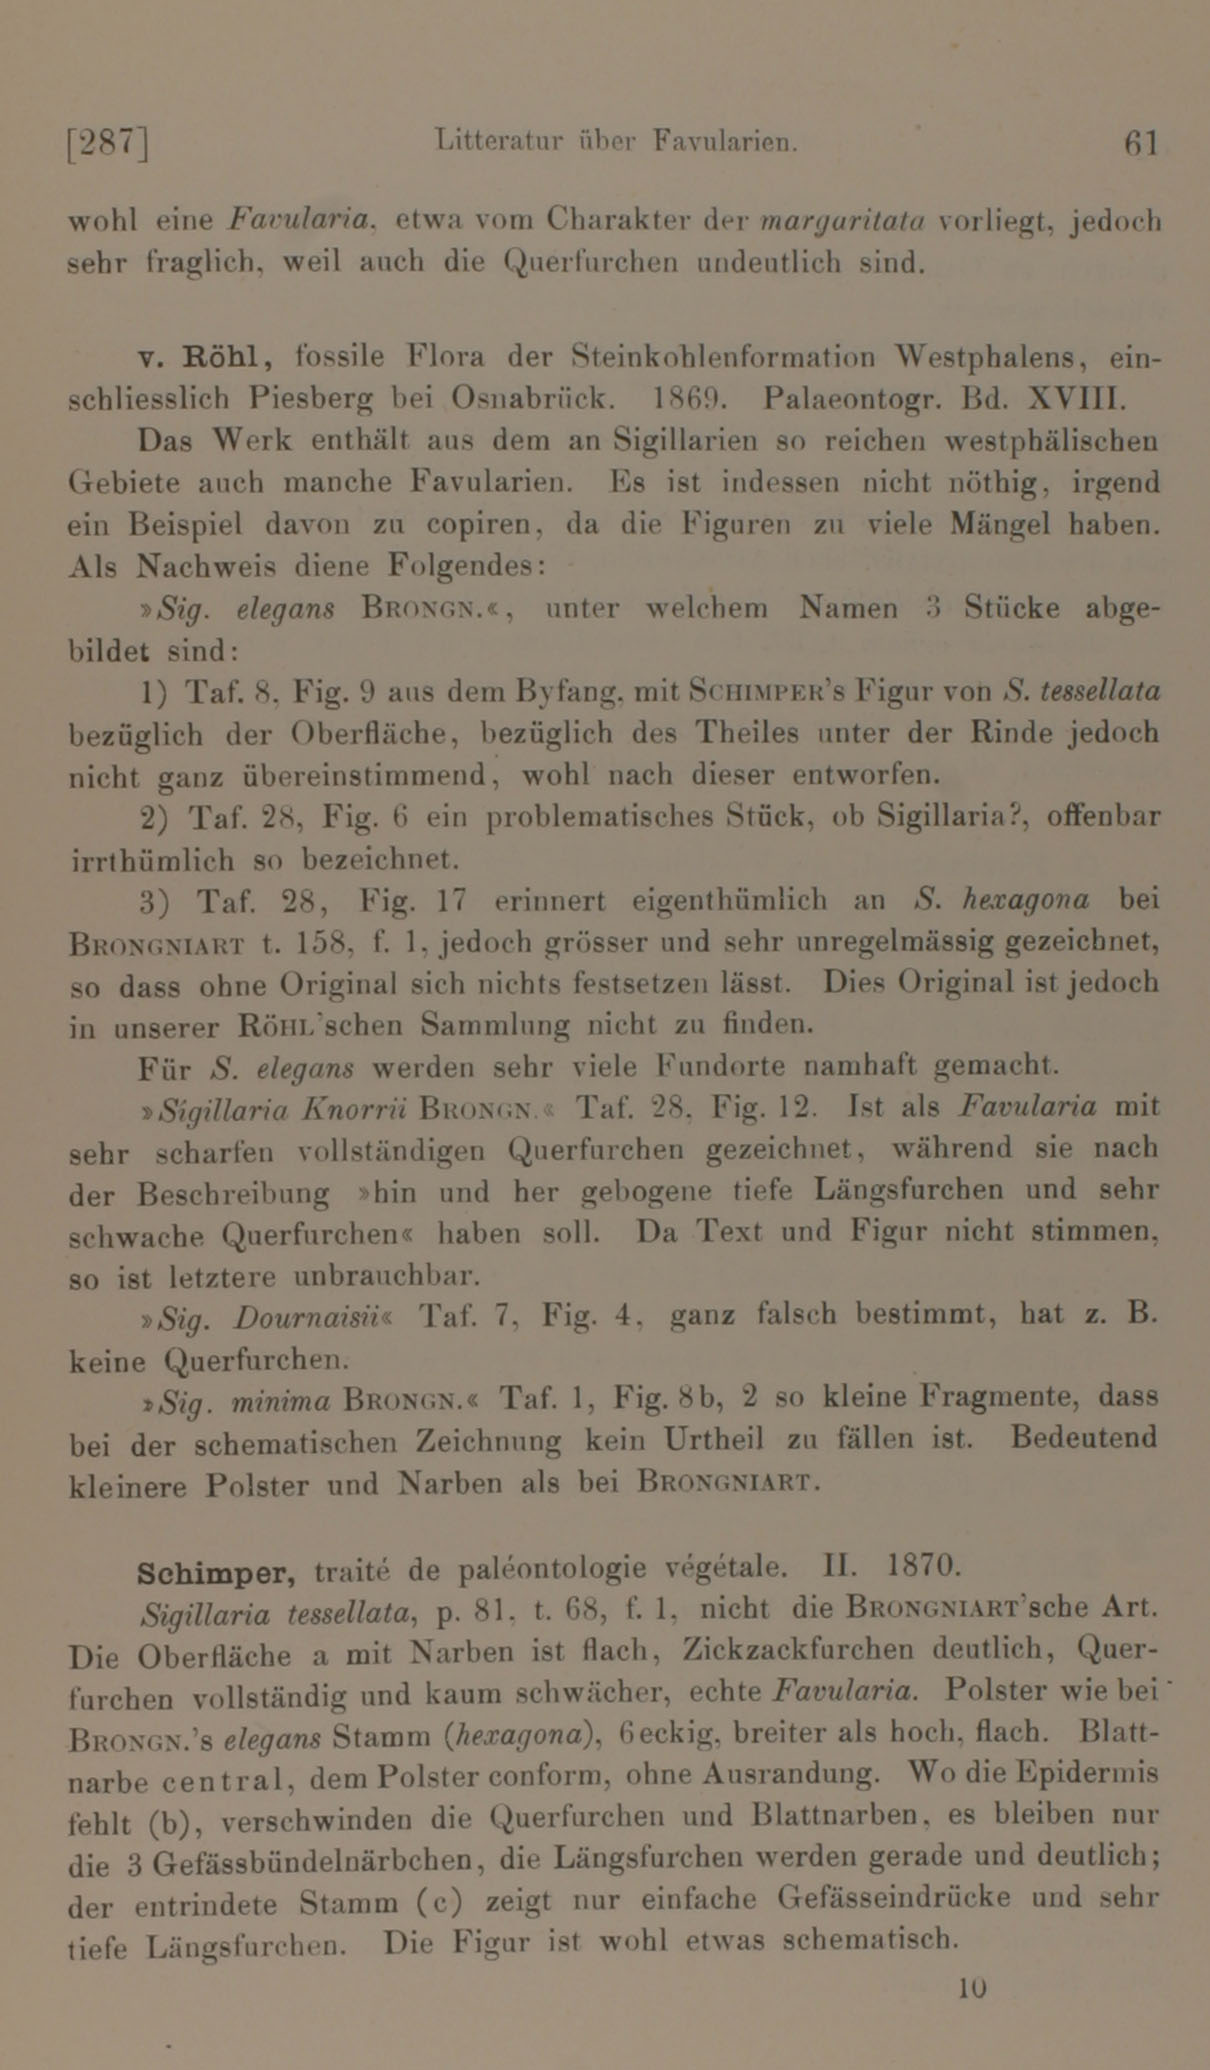 [287] Litteratur über Favularien. 61
wohl eine Favularia, etwa vom Charakter der margaritata vorliegt, jedoch
sehr fraglich, weil auch die Querfurchen undeutlich sind.
v. Röhl, fossile Flora der Steinkohlenformation Westphalens, ein-
schliesslich Piesberg bei Osnabrück. 1869. Palaeontogr. Bd. XVIII.
Das Werk enthält aus dem an Sigillarien so reichen westphälischen
Gebiete auch manche Favularien. Es ist indessen nicht nöthig, irgend
ein Beispiel davon zu copiren, da die Figuren zu viele Mängel haben.
Als Nachweis diene Folgendes:
»Sig. elegans BRONGN.«, unter welchem Namen 3 Stücke abge-
bildet sind:
1) Taf. 8, Fig. 9 aus dem Byfang, mit SCHIMPER's Figur von S. tessellata
bezüglich der Oberfläche, bezüglich des Theiles unter der Rinde jedoch
nicht ganz übereinstimmend, wohl nach dieser entworfen.
2) Taf. 28, Fig. 6 ein problematisches Stück, ob Sigillaria?, offenbar
irrthümlich so bezeichnet.
3) Taf. 28, Fig. 17 erinnert eigenthümlich an S. hexagona bei
BRONGNIART t. 158, f. 1, jedoch grösser und sehr unregelmässig gezeichnet,
so dass ohne Original sich nichts festsetzen lässt. Dies Original ist jedoch
in unserer RÖHL'schen Sammlung nicht zu finden.
Für S. elegans werden sehr viele Fundorte namhaft gemacht.
»Sigillaria Knorrii BRONGN.« Taf. 28, Fig. 12. Ist als Favularia mit
sehr scharfen vollständigen Querfurchen gezeichnet, während sie nach
der Beschreibung »hin und her gebogene tiefe Längsfurchen und sehr
schwache Querfurchen« haben soll. Da Text und Figur nicht stimmen,
so ist letztere unbrauchbar.
»Sig. Dournaisii« Taf. 7, Fig. 4, ganz falsch bestimmt, hat z. B.
keine Querfurchen.
»Sig. minima BRONGN.« Taf. 1, Fig. 8b, 2 so kleine Fragmente, dass
bei der schematischen Zeichnung kein Urtheil zu fällen ist. Bedeutend
kleinere Polster und Narben als bei BRONGNIART.
Schimper, traité de paléontologie végétale. II. 1870.
Sigillaria tessellata, p. 81, t. 68, f. 1, nicht die BRONGNIART'sche Art.
Die Oberfläche a mit Narben ist flach, Zickzackfurchen deutlich, Quer-
furchen vollständig und kaum schwächer, echte Favularia. Polster wie bei
BRONGN.'s elegans Stamm (hexagona), 6eckig, breiter als hoch, flach. Blatt-
narbe central, dem Polster conform, ohne Ausrandung. Wo die Epidermis
fehlt (b), verschwinden die Querfurchen und Blattnarben, es bleiben nur
die 3 Gefässbündelnärbchen, die Längsfurchen werden gerade und deutlich;
der entrindete Stamm (c) zeigt nur einfache Gefässeindrücke und sehr
tiefe Längsfurchen. Die Figur ist wohl etwas schematisch.
10